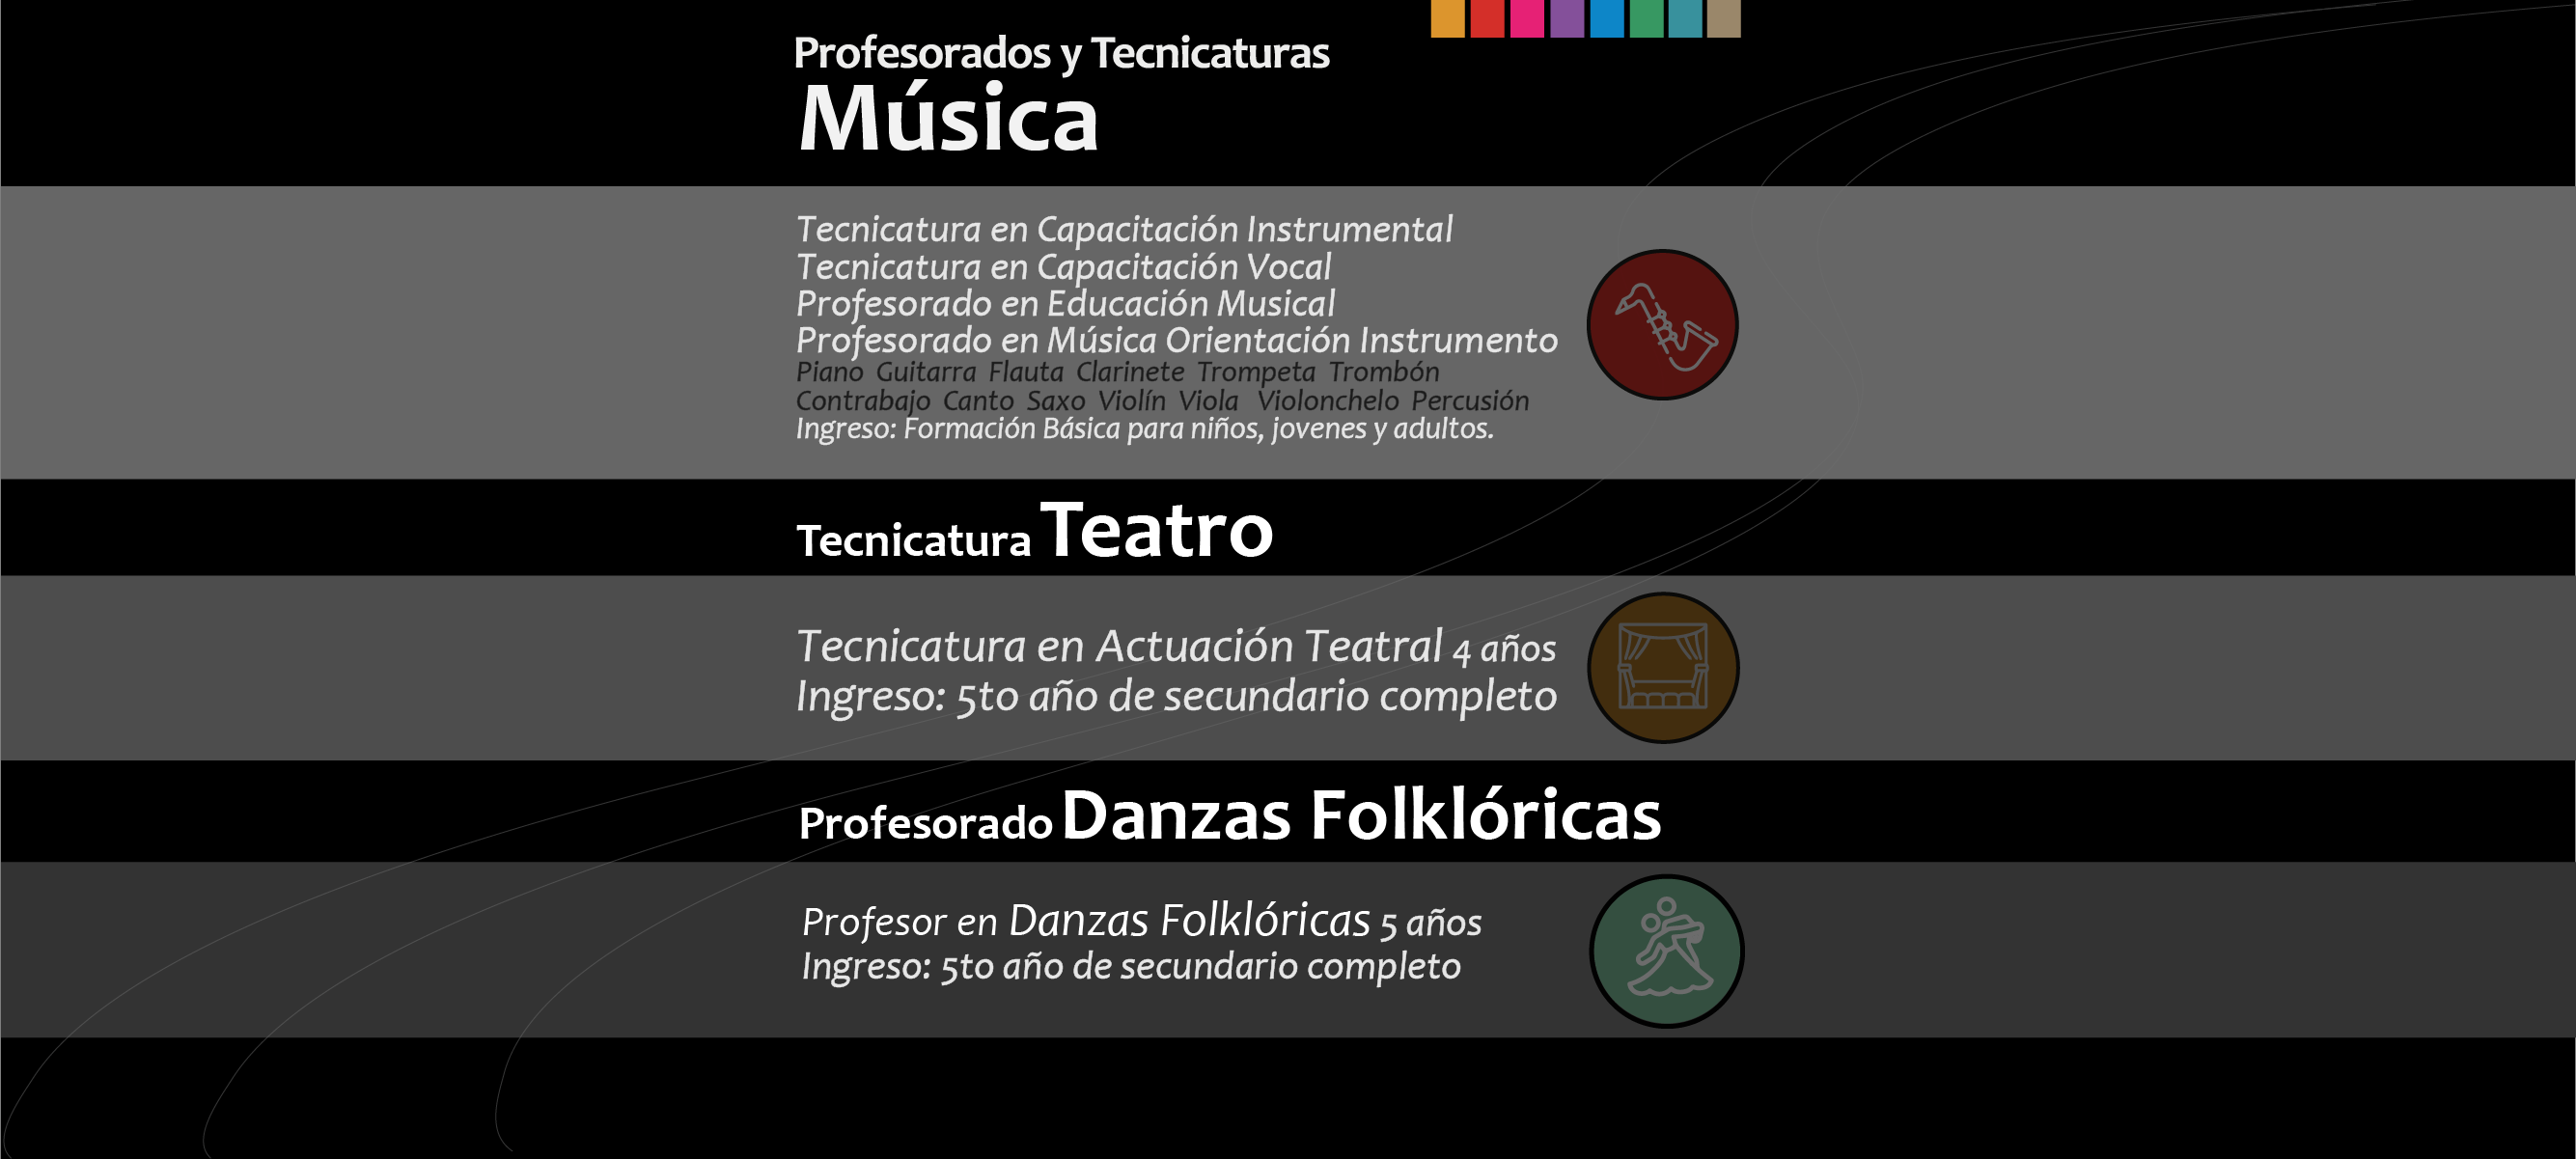 Profesorados y Tecnicaturas
Música
Tecnicatura en Capacitación Instrumental
Tecnicatura en Capacitación Vocal
Profesorado en Educación Musical
Profesorado en Música Orientación Instrumento
Piano Guitarra Flauta Clarinete Trompeta Trombón
Contrabajo Canto Saxo Violín Viola Violonchelo Percusión
Ingreso: Formación Básica para niños, jovenes y adultos.
Tecnicatura Teatro
Tecnicatura en Actuación Teatral 4 años
Ingreso: 5to año de secundario completo
Profesorado Danzas Folklóricas
Profesor en Danzas Folklóricas 5 años
Ingreso: 5to año de secundario completo